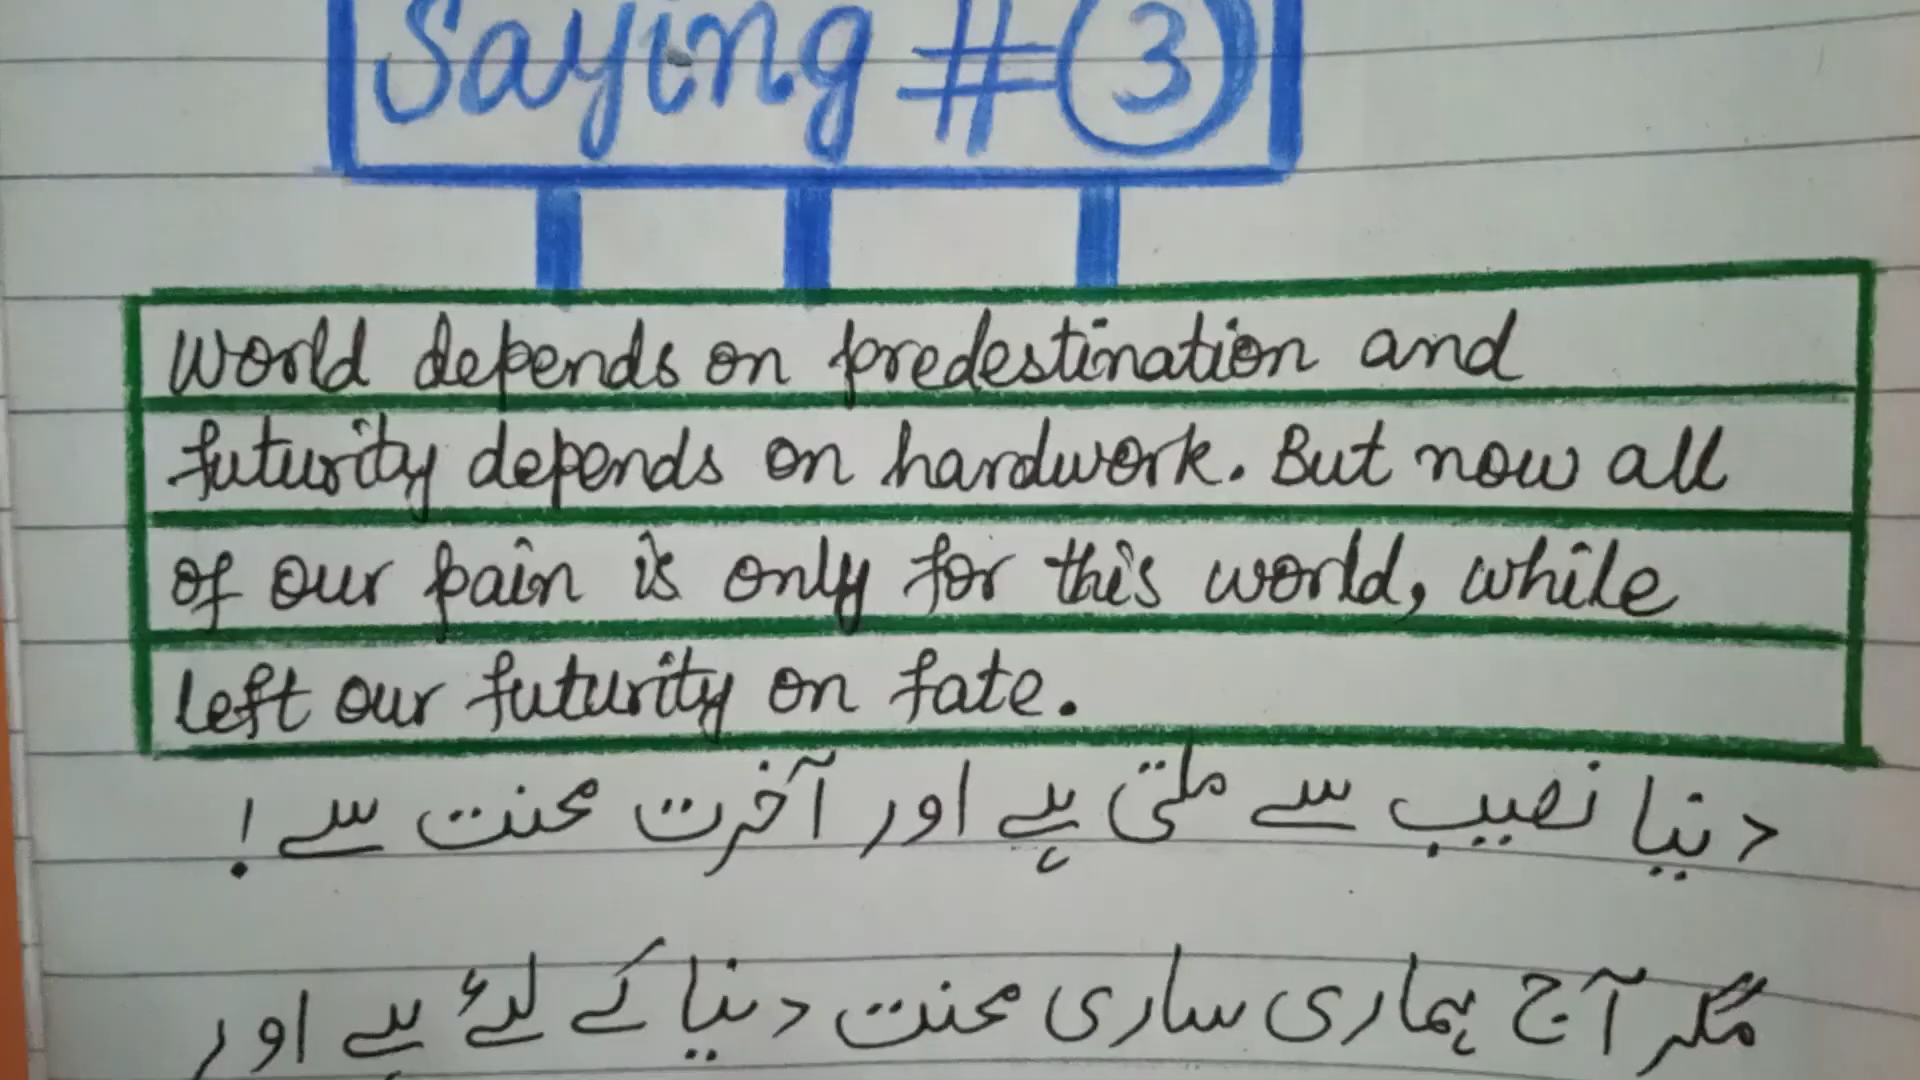 Saying # 3
World depends on predestination and
futurity depends on hardwork. But now all
of our pain is only for this world, while
left our futurity on fate.
دنیا نصیب سے ملتی ہے اور آخرت محنت سے !
مگر آج ہماری ساری محنت دنیا کے لئے ہے اور